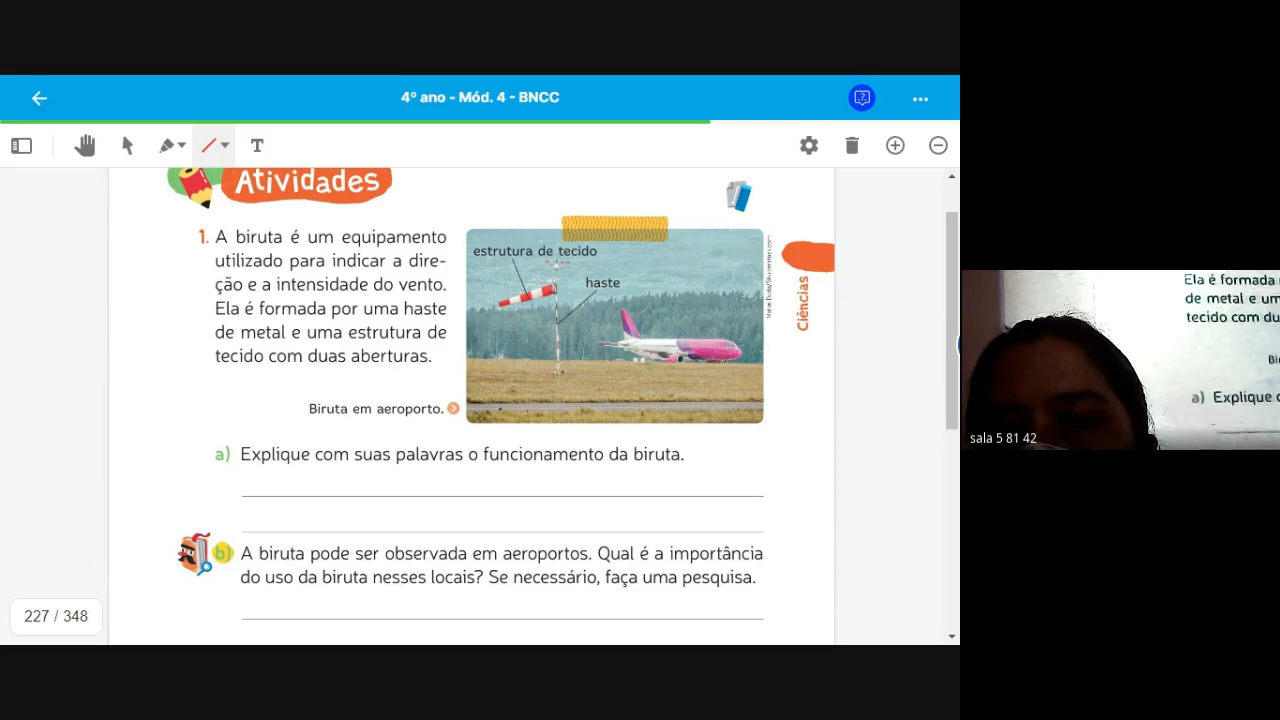 4º ano - Mód. 4 - BNCC
T
Atividades
1. A biruta é um equipamento
utilizado para indicar a dire-
ção e a intensidade do vento.
Ela é formada por uma haste
de metal e uma estrutura de
tecido com duas aberturas.
Biruta em aeroporto.
estrutura de tecido
haste
Ciências
a) Explique com suas palavras o funcionamento da biruta.
b) A biruta pode ser observada em aeroportos. Qual é a importância
do uso da biruta nesses locais? Se necessário, faça uma pesquisa.
227 / 348
Ela é formada
de metal e um
tecido com du
Bi
a) Explique
sala 5 81 42